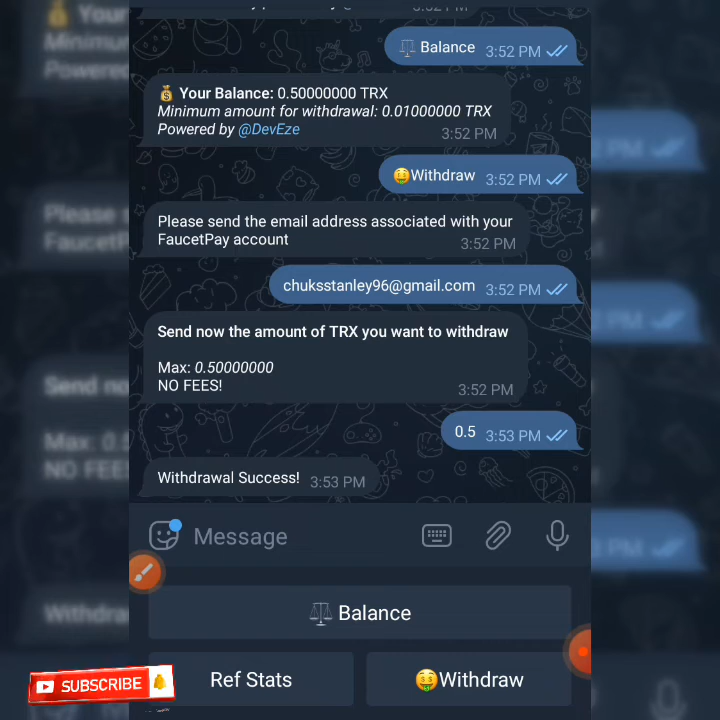 Balance 3:52 PM
💰 Your Balance: 0.50000000 TRX
Minimum amount for withdrawal: 0.01000000 TRX
Powered by @DevEze 3:52 PM
🤑Withdraw 3:52 PM
Please send the email address associated with your
FaucetPay account 3:52 PM
chuksstanley96@gmail.com 3:52 PM
Send now the amount of TRX you want to withdraw
Max: 0.50000000
NO FEES! 3:52 PM
0.5 3:53 PM
Withdrawal Success! 3:53 PM
Message
Balance
Ref Stats
🤑Withdraw
SUBSCRIBE